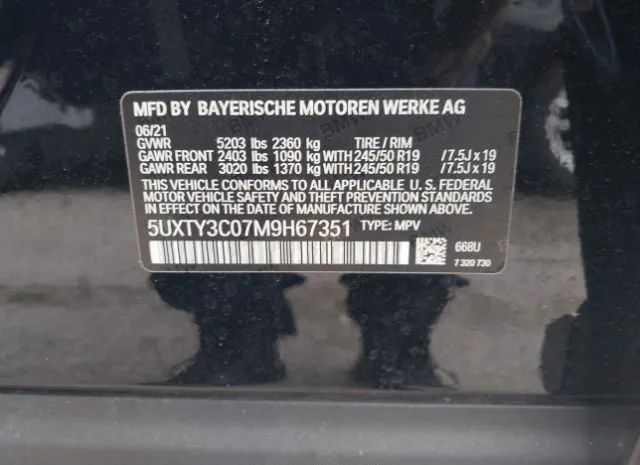 MFD BY BAYERISCHE MOTOREN WERKE AG
06/21
GVWR 5203 lbs 2360 kg TIRE / RIM
GAWR FRONT 2403 lbs 1090 kg WITH 245/50 R19 /7.5J x 19
GAWR REAR 3020 lbs 1370 kg WITH 245/50 R19 /7.5J x 19
THIS VEHICLE CONFORMS TO ALL APPLICABLE U. S. FEDERAL
MOTOR VEHICLE SAFETY AND THEFT PREVENTION STANDARDS
IN EFFECT ON THE DATE OF MANUFACTURE SHOWN ABOVE.
5UXTY3C07M9H67351 TYPE: MPV
668U
7 320 730